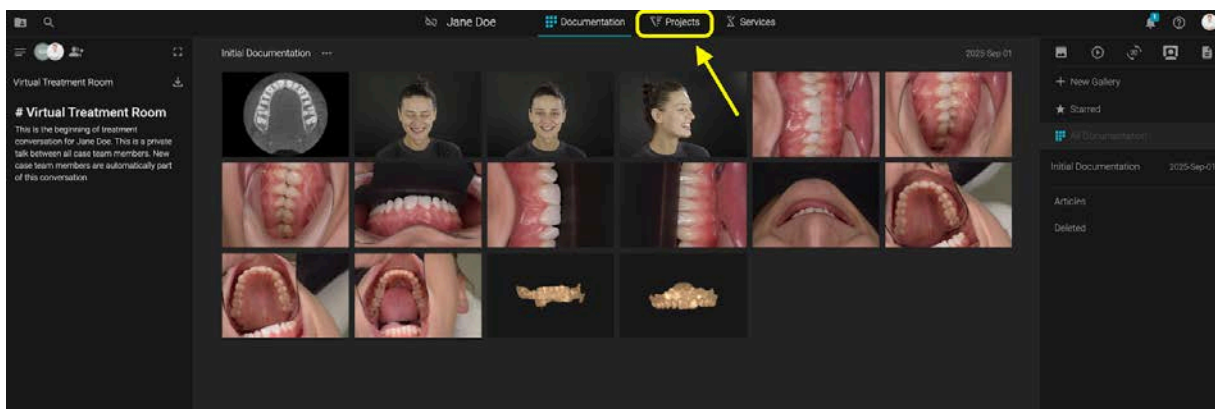 Jane Doe
Documentation
Projects
Services
Virtual Treatment Room
# Virtual Treatment Room
This is the beginning of treatment
conversation for Jane Doe. This is a private
talk between all case team members. New
case team members are automatically part
of this conversation
Initial Documentation ...
2025 Sep 01
+ New Gallery
Starred
All Documentation
Initial Documentation 2025-Sep-01
Articles
Deleted